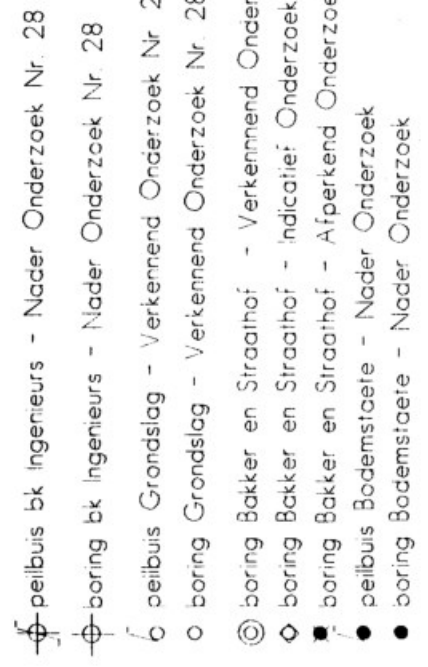 peilbuis bk Ingenieurs - Nader Onderzoek Nr. 28
boring bk Ingenieurs - Nader Onderzoek Nr. 28
peilbuis Grondslag - Verkennend Onderzoek Nr 2
boring Grondslag - Verkennend Onderzoek Nr. 28
boring Bakker en Straathof - Verkennnend Onder
boring Bakker en Straathof - Indicatief Onderzoek
boring Bakker en Straathof - Afperkend Onderzoe
peilbuis Bodemstaete - Nader Onderzoek
boring Bodemstaete - Nader Onderzoek